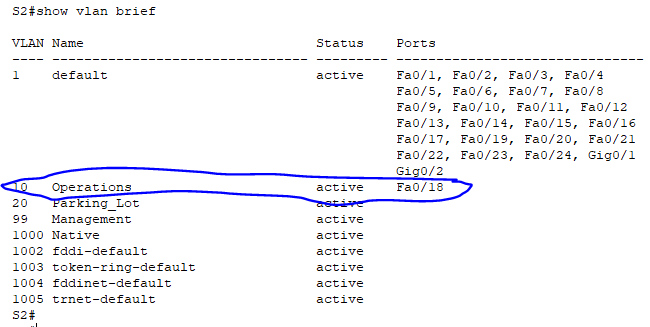 S2#show vlan brief
VLAN Name Status Ports
---- -------------------------------- --------- -------------------------------
1 default active Fa0/1, Fa0/2, Fa0/3, Fa0/4
Fa0/5, Fa0/6, Fa0/7, Fa0/8
Fa0/9, Fa0/10, Fa0/11, Fa0/12
Fa0/13, Fa0/14, Fa0/15, Fa0/16
Fa0/17, Fa0/19, Fa0/20, Fa0/21
Fa0/22, Fa0/23, Fa0/24, Gig0/1
Gig0/2
10 Operations active Fa0/18
20 Parking_Lot active
99 Management active
1000 Native active
1002 fddi-default active
1003 token-ring-default active
1004 fddinet-default active
1005 trnet-default active
S2#